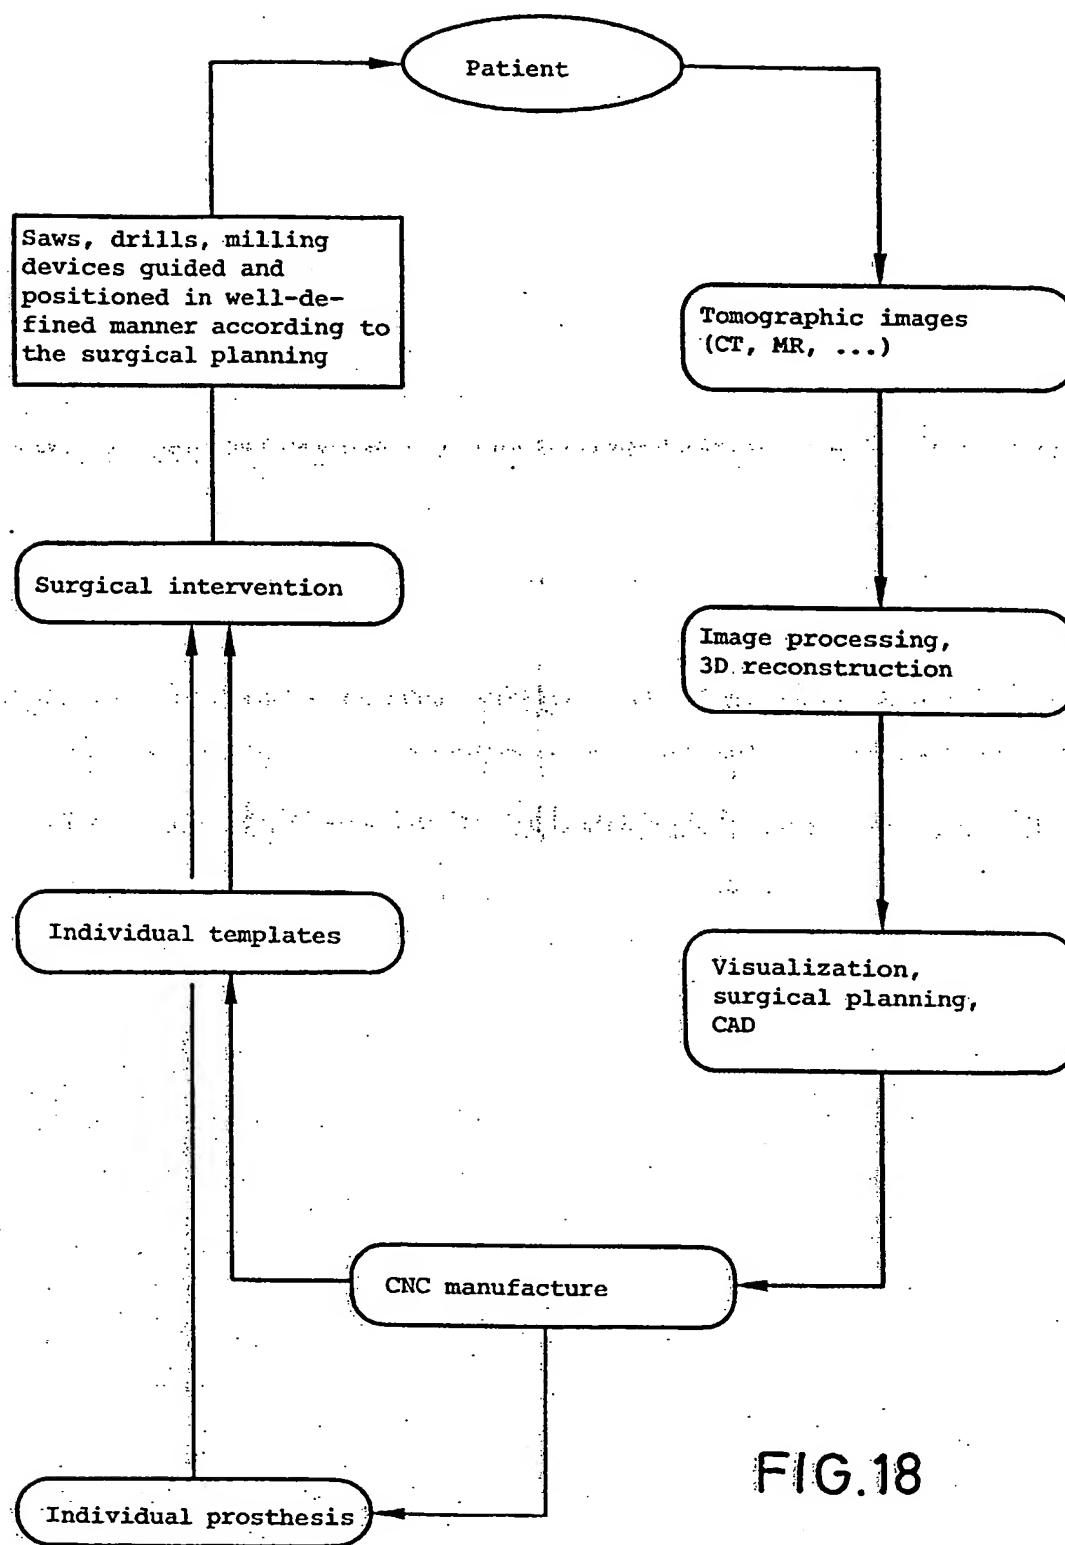 Patient
Saws, drills, milling
devices guided and
positioned in well-de-
fined manner according to
the surgical planning
Tomographic images
(CT, MR, ...)
Surgical intervention
Image processing,
3D reconstruction
Individual templates
Visualization,
surgical planning,
CAD
CNC manufacture
Individual prosthesis
FIG.18